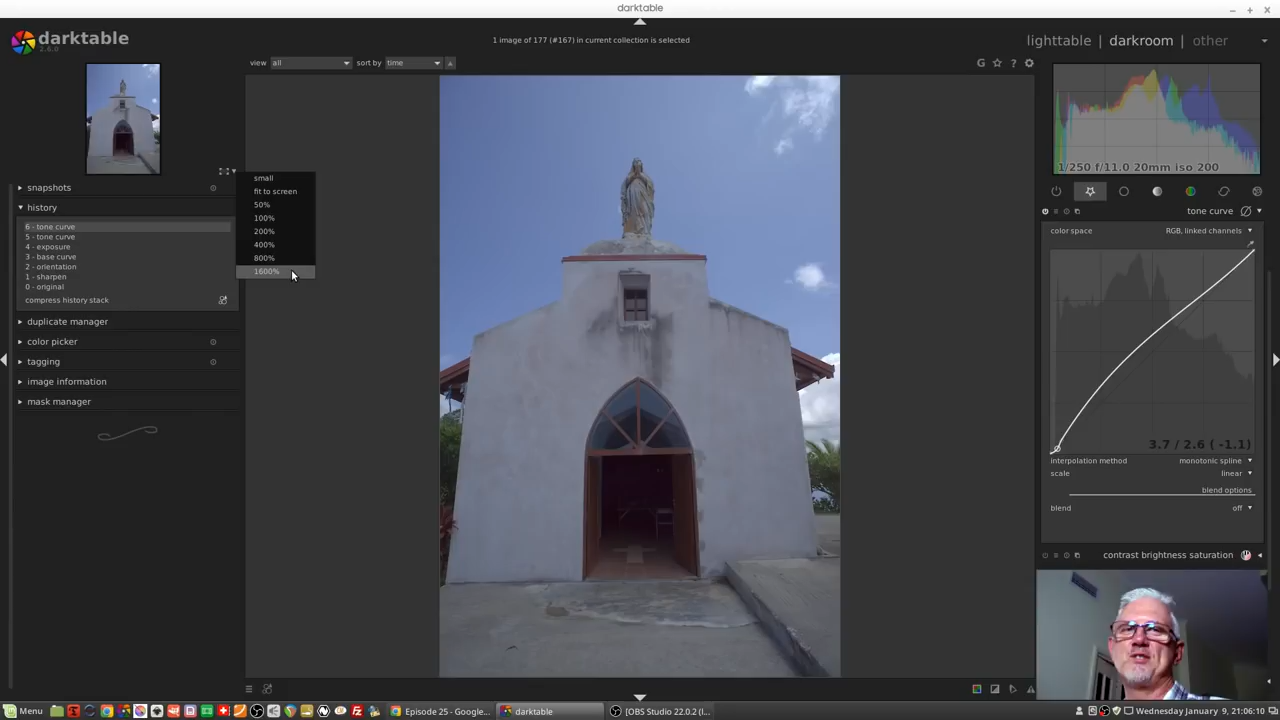 darktable
darktable
2.6.0
1 image of 177 (#167) in current collection is selected
lighttable | darkroom | other
view all sort by time
G ? 
1/250 f/11.0 20mm iso 200
snapshots
history
6 - tone curve
5 - tone curve
4 - exposure
3 - base curve
2 - orientation
1 - sharpen
0 - original
compress history stack
duplicate manager
color picker
tagging
image information
mask manager
small
fit to screen
50%
100%
200%
400%
800%
1600%
tone curve
color space RGB, linked channels
3.7 / 2.6 ( -1.1)
interpolation method monotonic spline
scale linear
blend options
blend off
contrast brightness saturation
Menu
Episode 25 - Google...
darktable
[OBS Studio 22.0.2 (l...
Wednesday January 9, 21:06:10